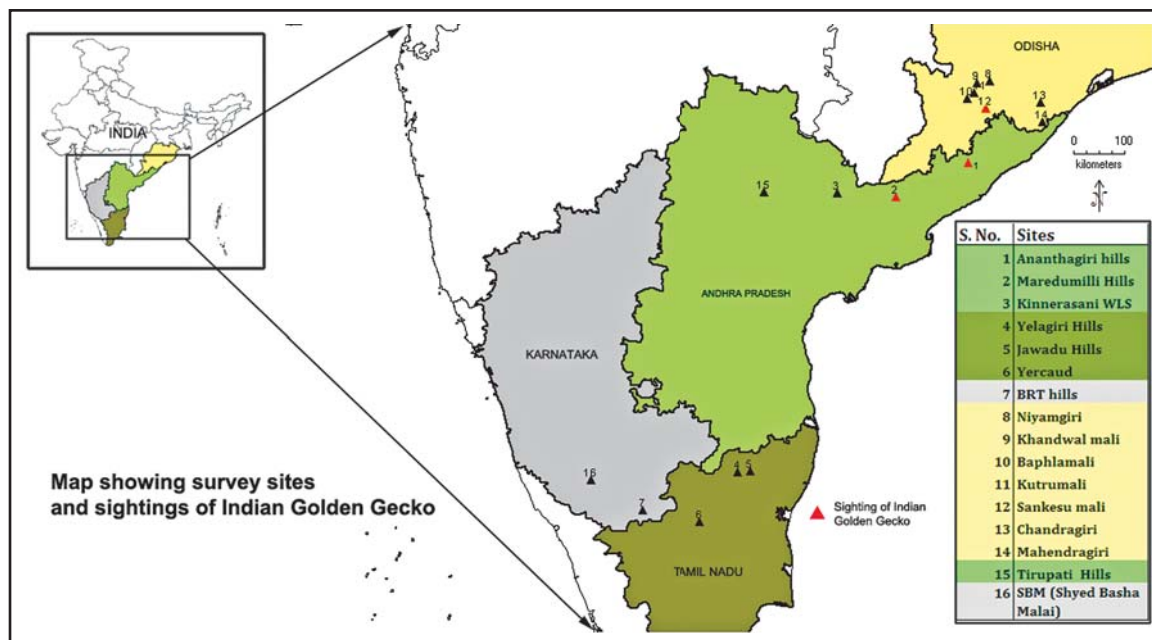 INDIA
ODISHA
9 8
10 1
12
13
14
0 100
kilometers
1
15 3 2
ANDHRA PRADESH
KARNATAKA
16
7
4 5
6
TAMIL NADU
Map showing survey sites
and sightings of Indian Golden Gecko
Sighting of Indian
Golden Gecko
S. No. Sites
1 Ananthagiri hills
2 Maredumilli Hills
3 Kinnerasani WLS
4 Yelagiri Hills
5 Jawadu Hills
6 Yercaud
7 BRT hills
8 Niyamgiri
9 Khandwal mali
10 Baphlamali
11 Kutrumali
12 Sankesu mali
13 Chandragiri
14 Mahendragiri
15 Tirupati Hills
16 SBM (Shyed Basha
Malai)